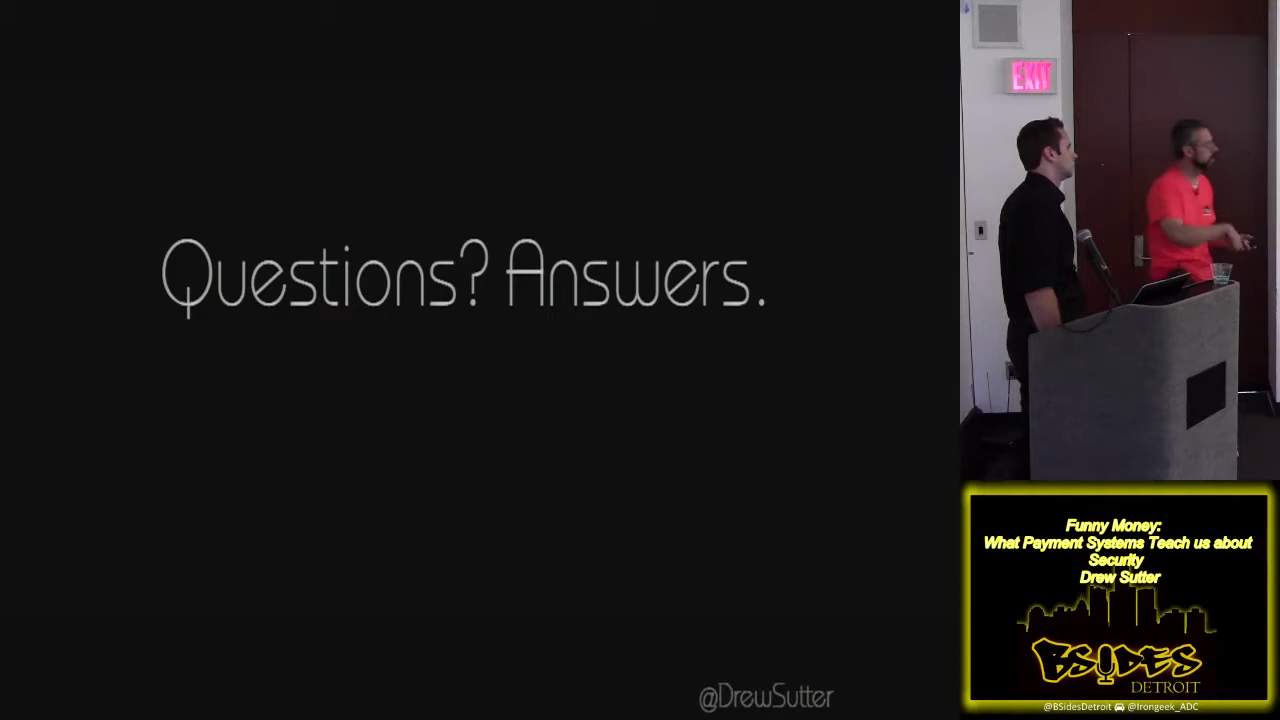 Questions? Answers.
@DrewSutter
EXIT
Funny Money:
What Payment Systems Teach us about
Security
Drew Sutter
BSIDES
DETROIT
@BSidesDetroit @Irongeek_ADC